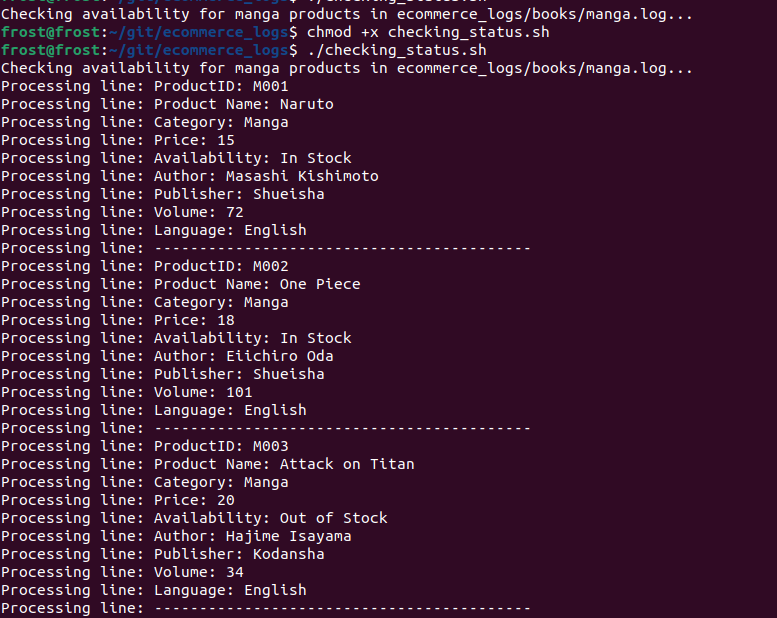 Checking availability for manga products in ecommerce_logs/books/manga.log...
frost@frost:~/git/ecommerce_logs$ chmod +x checking_status.sh
frost@frost:~/git/ecommerce_logs$ ./checking_status.sh
Checking availability for manga products in ecommerce_logs/books/manga.log...
Processing line: ProductID: M001
Processing line: Product Name: Naruto
Processing line: Category: Manga
Processing line: Price: 15
Processing line: Availability: In Stock
Processing line: Author: Masashi Kishimoto
Processing line: Publisher: Shueisha
Processing line: Volume: 72
Processing line: Language: English
Processing line: ------------------------------------------
Processing line: ProductID: M002
Processing line: Product Name: One Piece
Processing line: Category: Manga
Processing line: Price: 18
Processing line: Availability: In Stock
Processing line: Author: Eiichiro Oda
Processing line: Publisher: Shueisha
Processing line: Volume: 101
Processing line: Language: English
Processing line: ------------------------------------------
Processing line: ProductID: M003
Processing line: Product Name: Attack on Titan
Processing line: Category: Manga
Processing line: Price: 20
Processing line: Availability: Out of Stock
Processing line: Author: Hajime Isayama
Processing line: Publisher: Kodansha
Processing line: Volume: 34
Processing line: Language: English
Processing line: ------------------------------------------